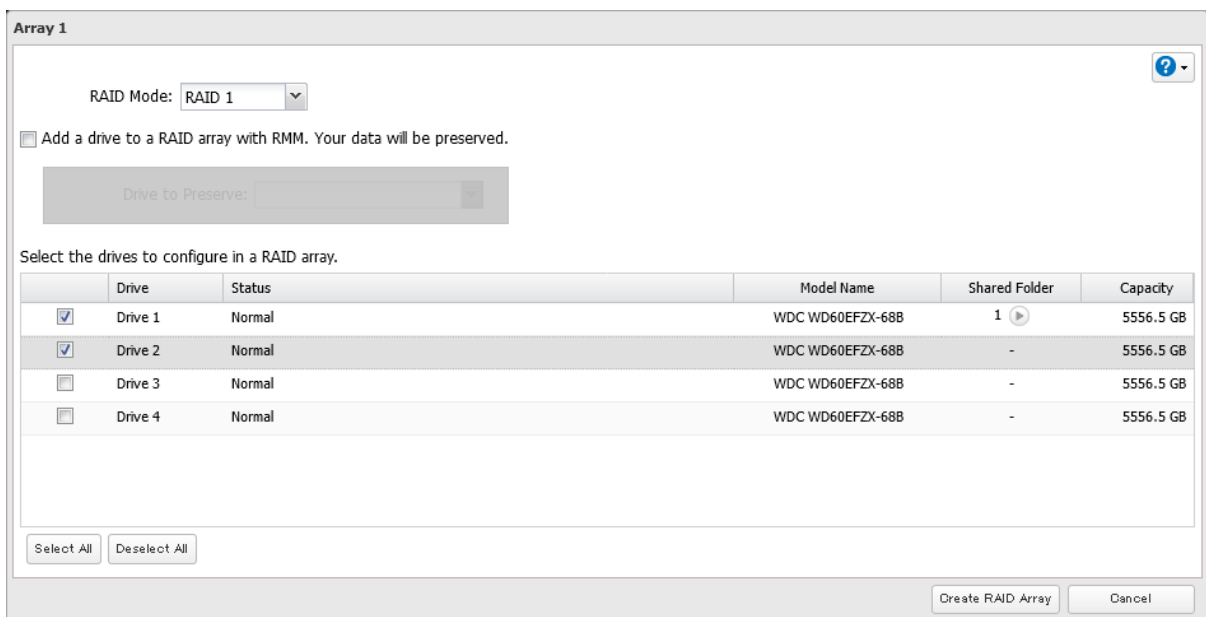 Array 1
RAID Mode: RAID 1
Add a drive to a RAID array with RMM. Your data will be preserved.
Drive to Preserve:
Select the drives to configure in a RAID array.
Drive Status Model Name Shared Folder Capacity
Drive 1 Normal WDC WD60EFZX-68B 1 5556.5 GB
Drive 2 Normal WDC WD60EFZX-68B - 5556.5 GB
Drive 3 Normal WDC WD60EFZX-68B - 5556.5 GB
Drive 4 Normal WDC WD60EFZX-68B - 5556.5 GB
Select All Deselect All
Create RAID Array Cancel